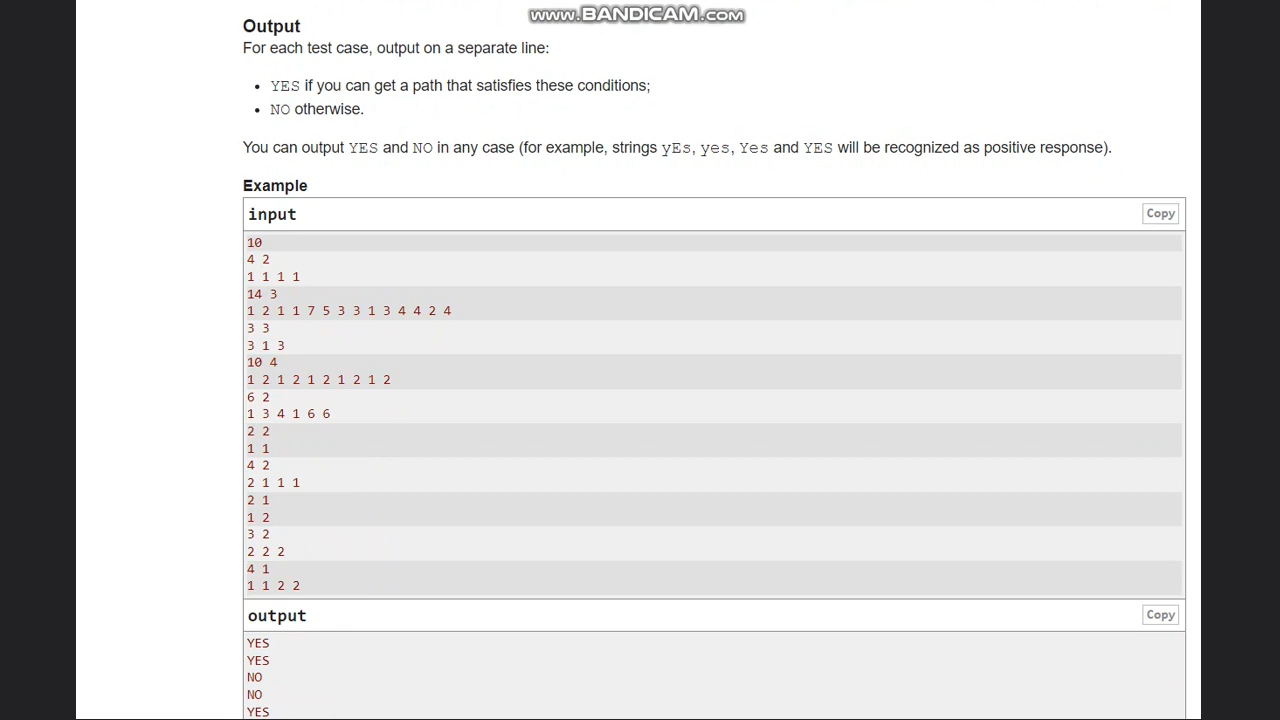 WWW.BANDICAM.COM
Output
For each test case, output on a separate line:
• YES if you can get a path that satisfies these conditions;
• NO otherwise.
You can output YES and NO in any case (for example, strings yEs, yes, Yes and YES will be recognized as positive response).
Example
input Copy
10
4 2
1 1 1 1
14 3
1 2 1 1 7 5 3 3 1 3 4 4 2 4
3 3
3 1 3
10 4
1 2 1 2 1 2 1 2 1 2
6 2
1 3 4 1 6 6
2 2
1 1
4 2
2 1 1 1
2 1
1 2
3 2
2 2 2
4 1
1 1 2 2
output Copy
YES
YES
NO
NO
YES